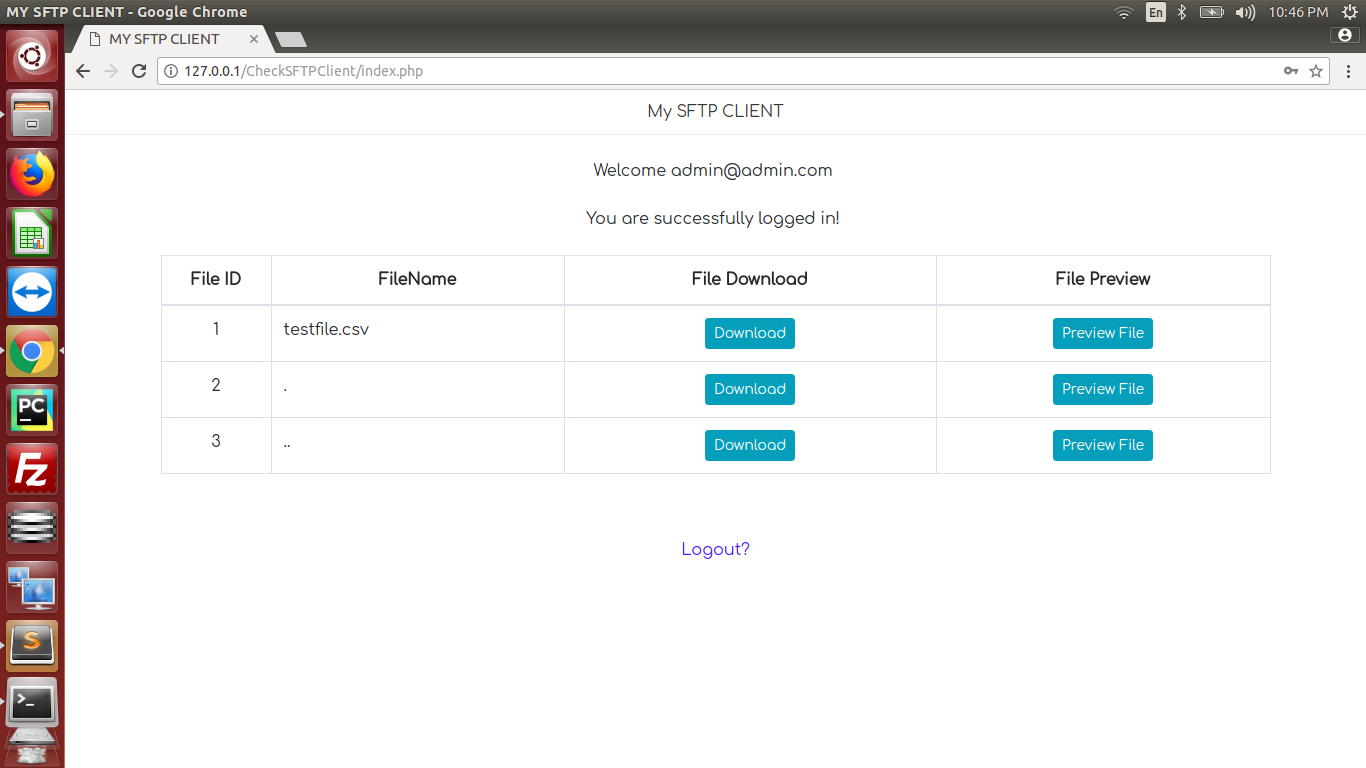 MY SFTP CLIENT - Google Chrome En 10:46 PM
MY SFTP CLIENT
127.0.0.1/CheckSFTPClient/index.php
My SFTP CLIENT
Welcome admin@admin.com
You are successfully logged in!
File ID FileName File Download File Preview
1 testfile.csv Download Preview File
2 . Download Preview File
3 .. Download Preview File
Logout?
PC
FZ
S
>_